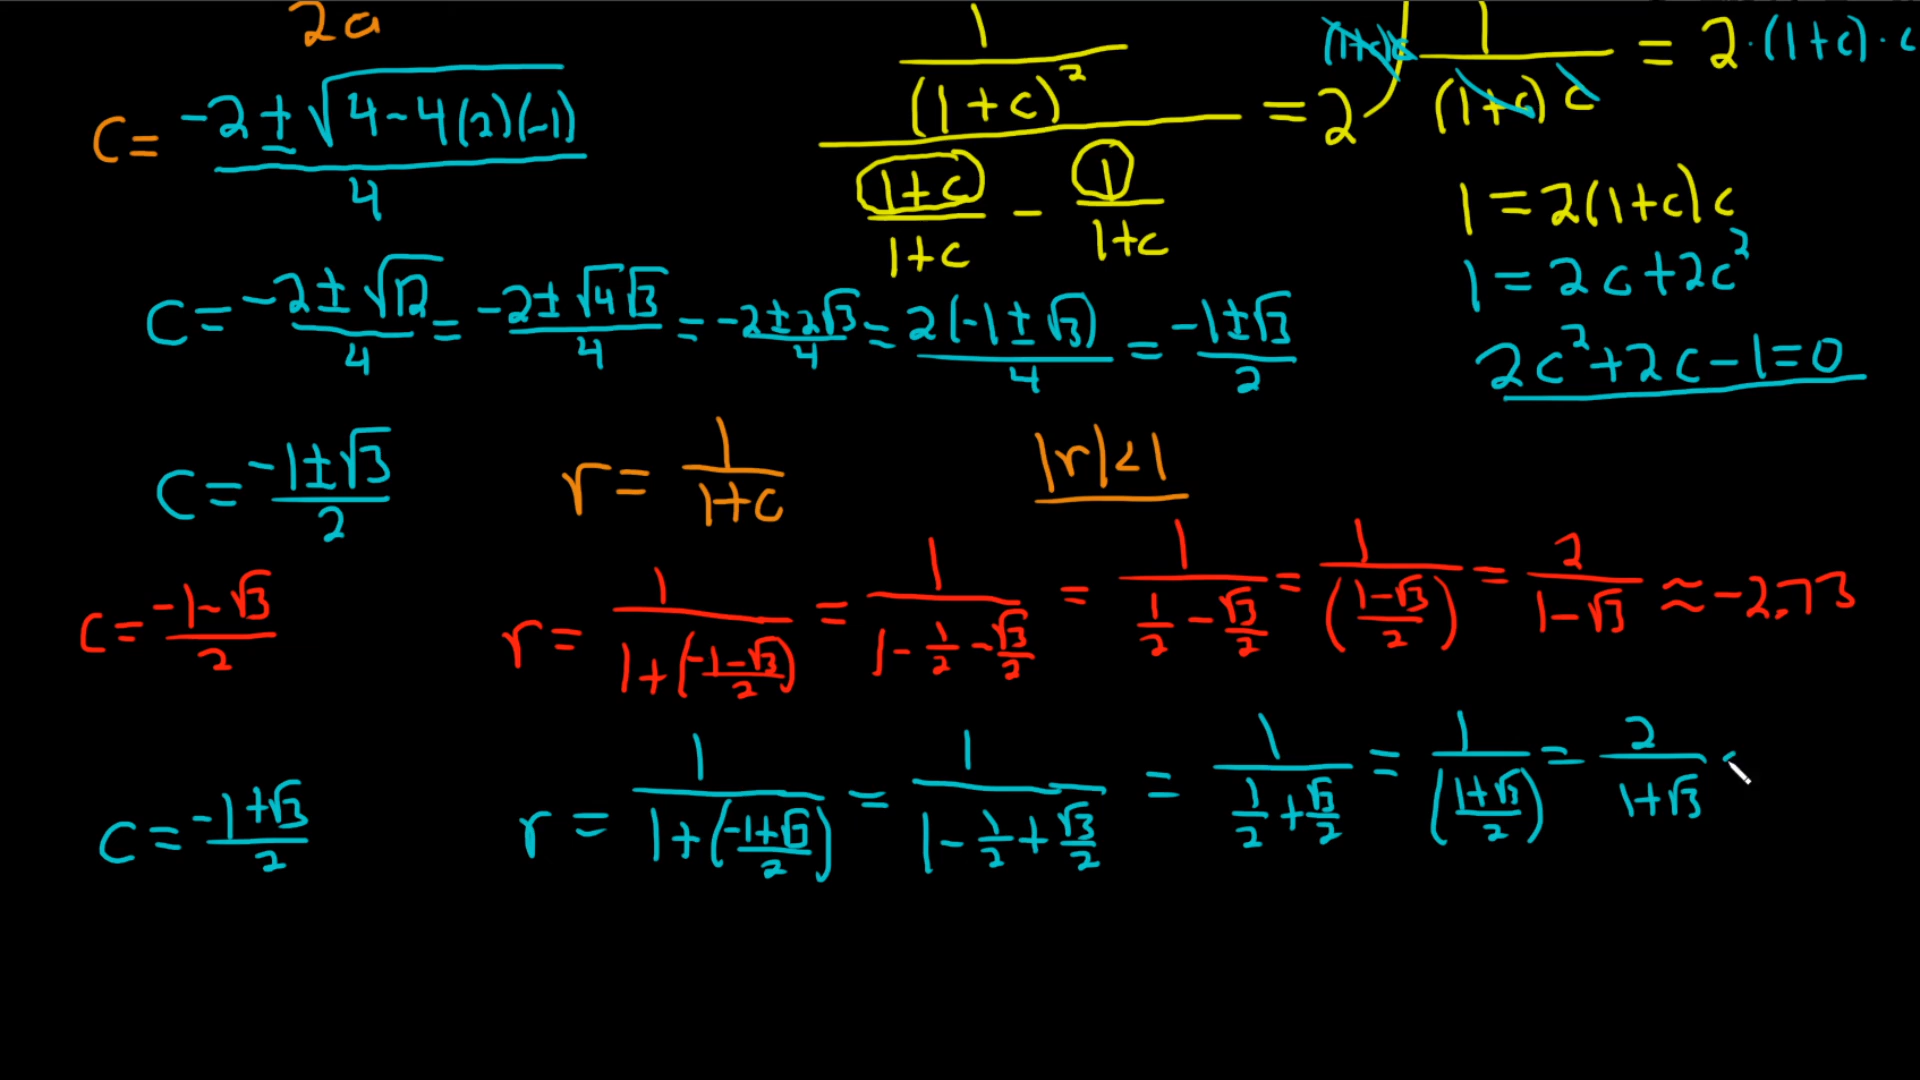 2a
C = (-2 ± √(4-4(2)(-1)))/4
(1/(1+c)²)/((1+c)/(1+c) - 1/(1+c)) = 2
(1+c)c 1/((1+c)c) = 2·(1+c)·c
1 = 2(1+c)c
1 = 2c+2c²
2c²+2c-1=0
C = (-2±√12)/4 = (-2±√4√3)/4 = (-2±2√3)/4 = 2(-1±√3)/4 = (-1±√3)/2
C = (-1±√3)/2 r = 1/(1+c) |r|<1
C = (-1-√3)/2 r = 1/(1+((-1-√3)/2)) = 1/(1-1/2-√3/2) = 1/(1/2-√3/2) = 1/((1-√3)/2) = 2/(1-√3) ≈ -2.73
C = (-1+√3)/2 r = 1/(1+((-1+√3)/2)) = 1/(1-1/2+√3/2) = 1/(1/2+√3/2) = 1/((1+√3)/2) = 2/(1+√3)